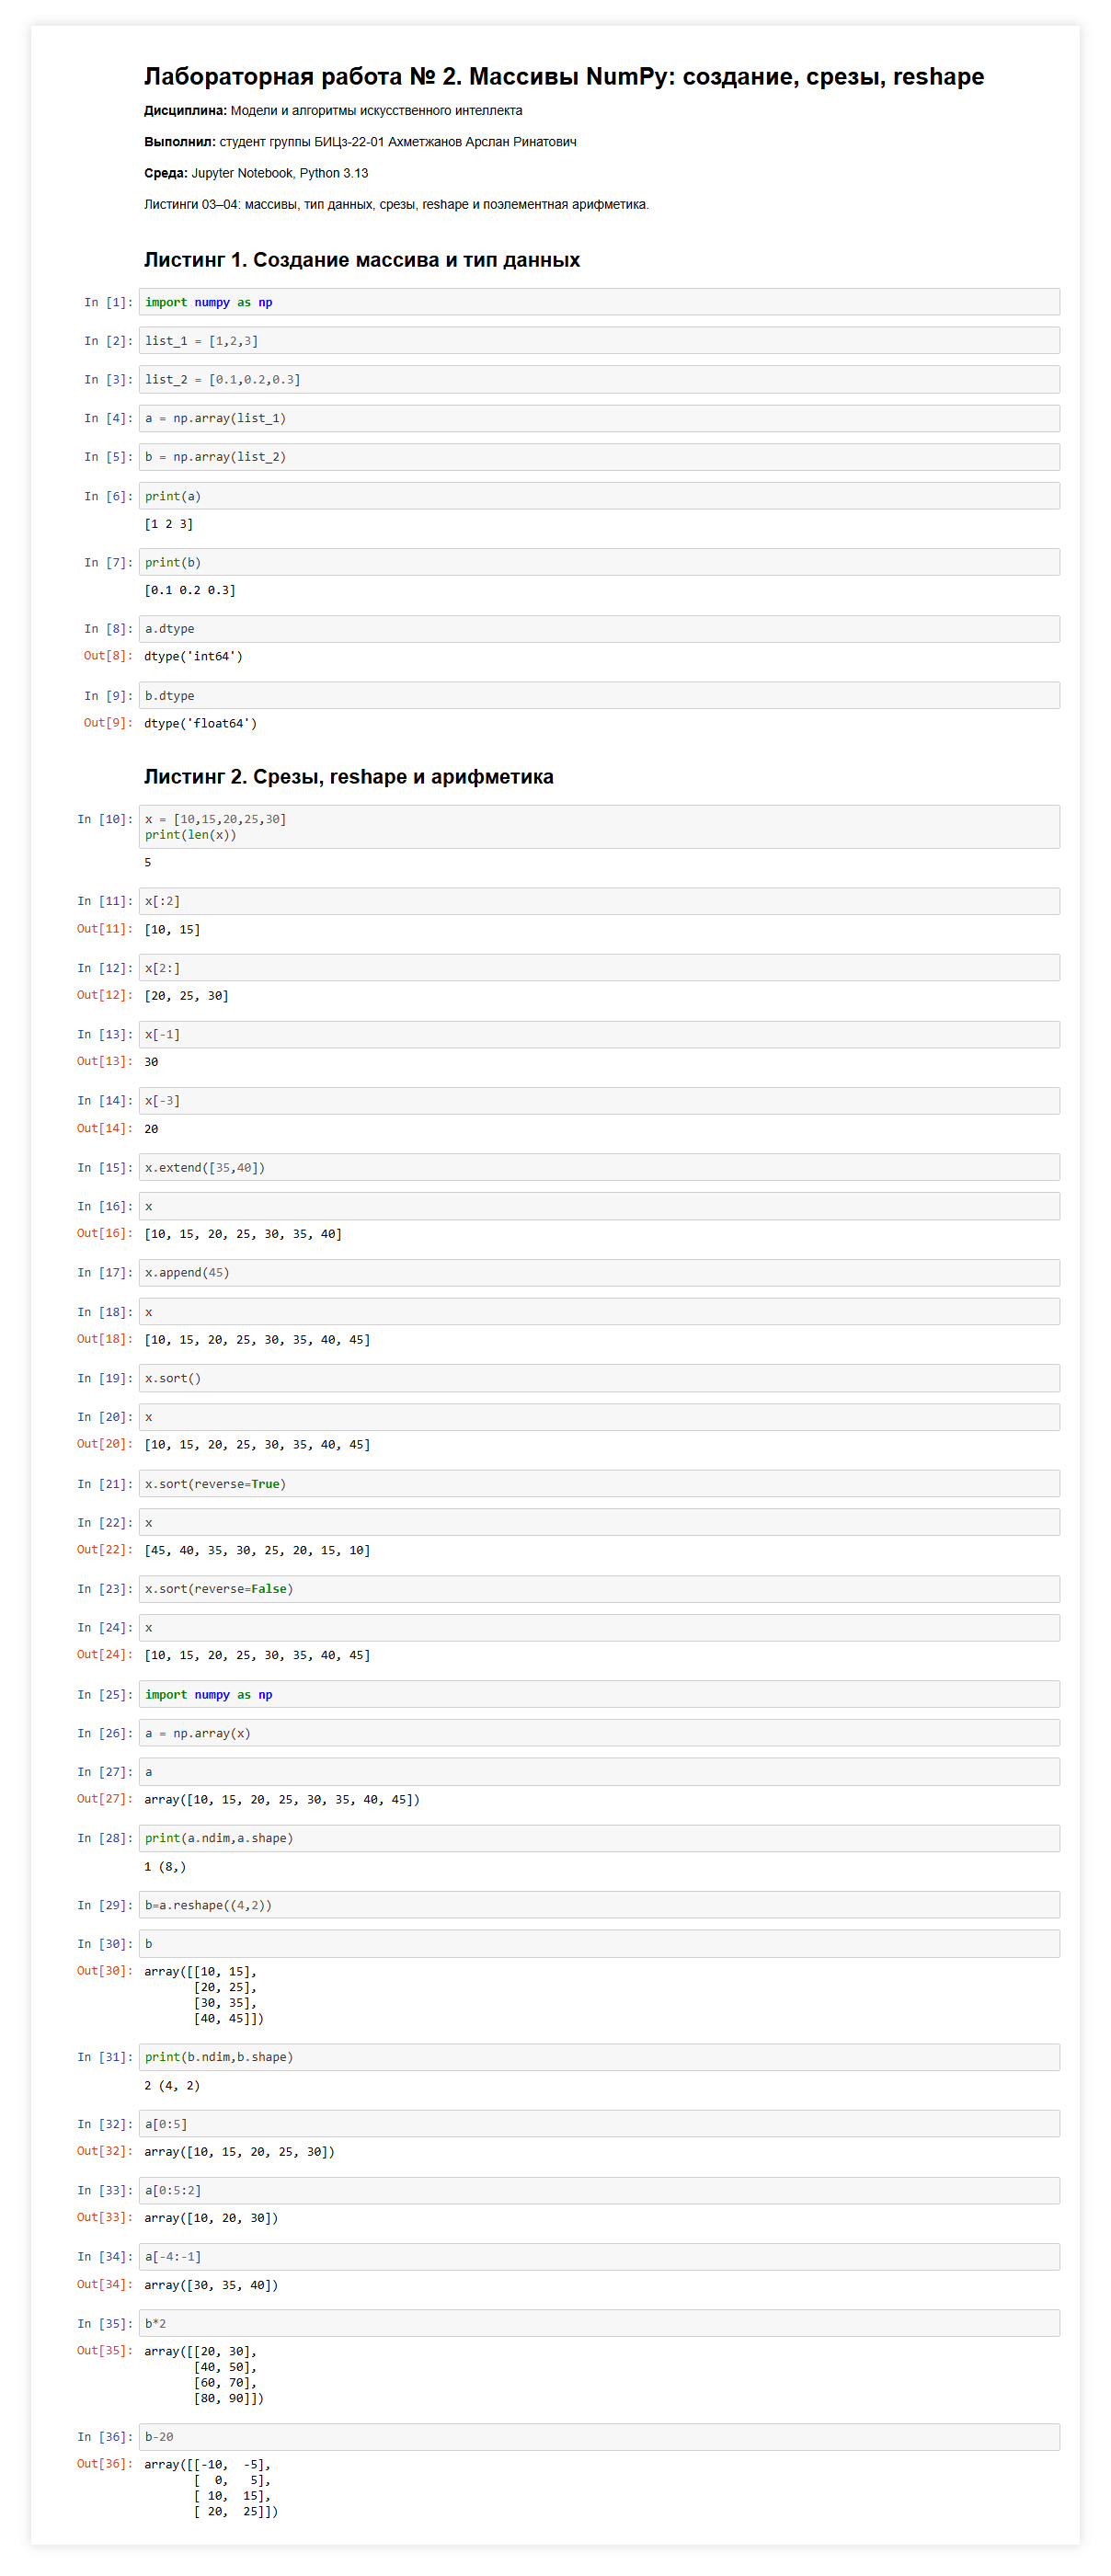 Лабораторная работа № 2. Массивы NumPy: создание, срезы, reshape
Дисциплина: Модели и алгоритмы искусственного интеллекта
Выполнил: студент группы БИЦз-22-01 Ахметжанов Арслан Ринатович
Среда: Jupyter Notebook, Python 3.13
Листинги 03–04: массивы, тип данных, срезы, reshape и поэлементная арифметика.
Листинг 1. Создание массива и тип данных
In [1]: import numpy as np
In [2]: list_1 = [1,2,3]
In [3]: list_2 = [0.1,0.2,0.3]
In [4]: a = np.array(list_1)
In [5]: b = np.array(list_2)
In [6]: print(a)
[1 2 3]
In [7]: print(b)
[0.1 0.2 0.3]
In [8]: a.dtype
Out[8]: dtype('int64')
In [9]: b.dtype
Out[9]: dtype('float64')
Листинг 2. Срезы, reshape и арифметика
In [10]: x = [10,15,20,25,30]
print(len(x))
5
In [11]: x[:2]
Out[11]: [10, 15]
In [12]: x[2:]
Out[12]: [20, 25, 30]
In [13]: x[-1]
Out[13]: 30
In [14]: x[-3]
Out[14]: 20
In [15]: x.extend([35,40])
In [16]: x
Out[16]: [10, 15, 20, 25, 30, 35, 40]
In [17]: x.append(45)
In [18]: x
Out[18]: [10, 15, 20, 25, 30, 35, 40, 45]
In [19]: x.sort()
In [20]: x
Out[20]: [10, 15, 20, 25, 30, 35, 40, 45]
In [21]: x.sort(reverse=True)
In [22]: x
Out[22]: [45, 40, 35, 30, 25, 20, 15, 10]
In [23]: x.sort(reverse=False)
In [24]: x
Out[24]: [10, 15, 20, 25, 30, 35, 40, 45]
In [25]: import numpy as np
In [26]: a = np.array(x)
In [27]: a
Out[27]: array([10, 15, 20, 25, 30, 35, 40, 45])
In [28]: print(a.ndim,a.shape)
1 (8,)
In [29]: b=a.reshape((4,2))
In [30]: b
Out[30]: array([[10, 15],
[20, 25],
[30, 35],
[40, 45]])
In [31]: print(b.ndim,b.shape)
2 (4, 2)
In [32]: a[0:5]
Out[32]: array([10, 15, 20, 25, 30])
In [33]: a[0:5:2]
Out[33]: array([10, 20, 30])
In [34]: a[-4:-1]
Out[34]: array([30, 35, 40])
In [35]: b*2
Out[35]: array([[20, 30],
[40, 50],
[60, 70],
[80, 90]])
In [36]: b-20
Out[36]: array([[-10,  -5],
[  0,   5],
[ 10,  15],
[ 20,  25]])